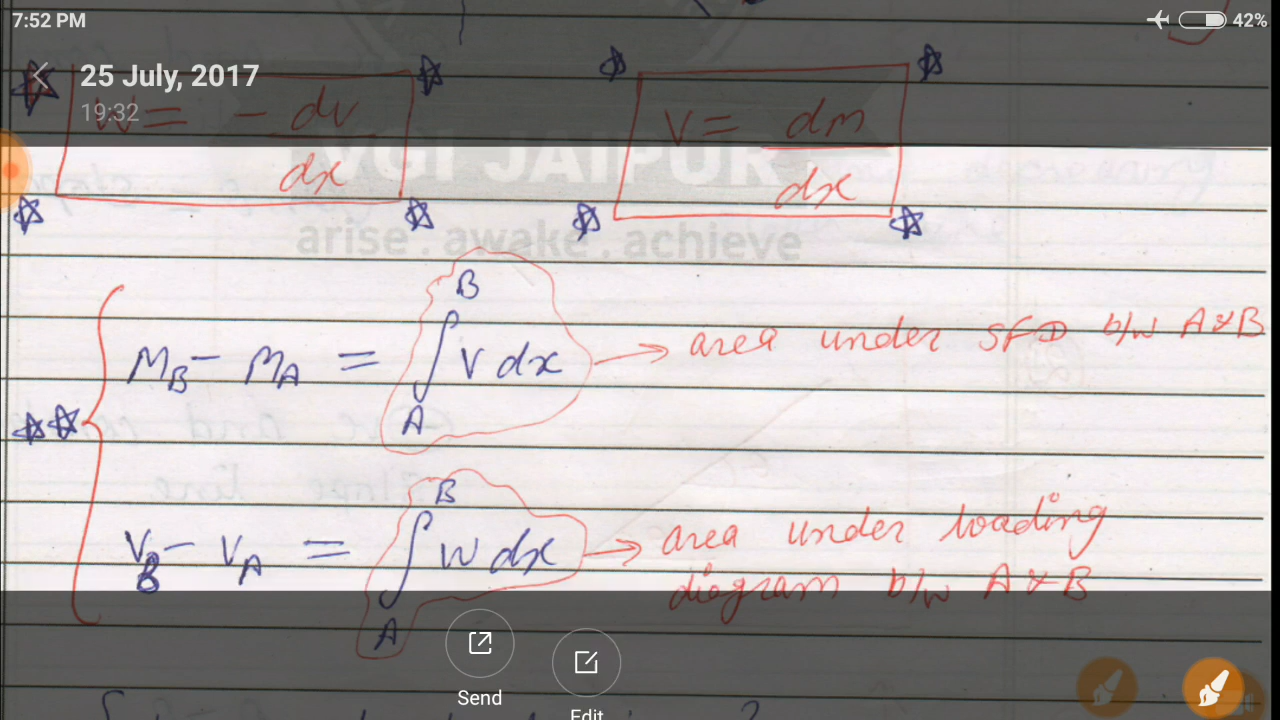 7:52 PM 42%
25 July, 2017
19:32
W = - dv/dx V = dm/dx
VGI JAIPUR
arise . awake . achieve
M_B - M_A = ∫_A^B V dx → area under SFD b/w A & B
V_B - V_A = ∫_A^B W dx → area under loading
diagram b/w A & B
Send
Edit